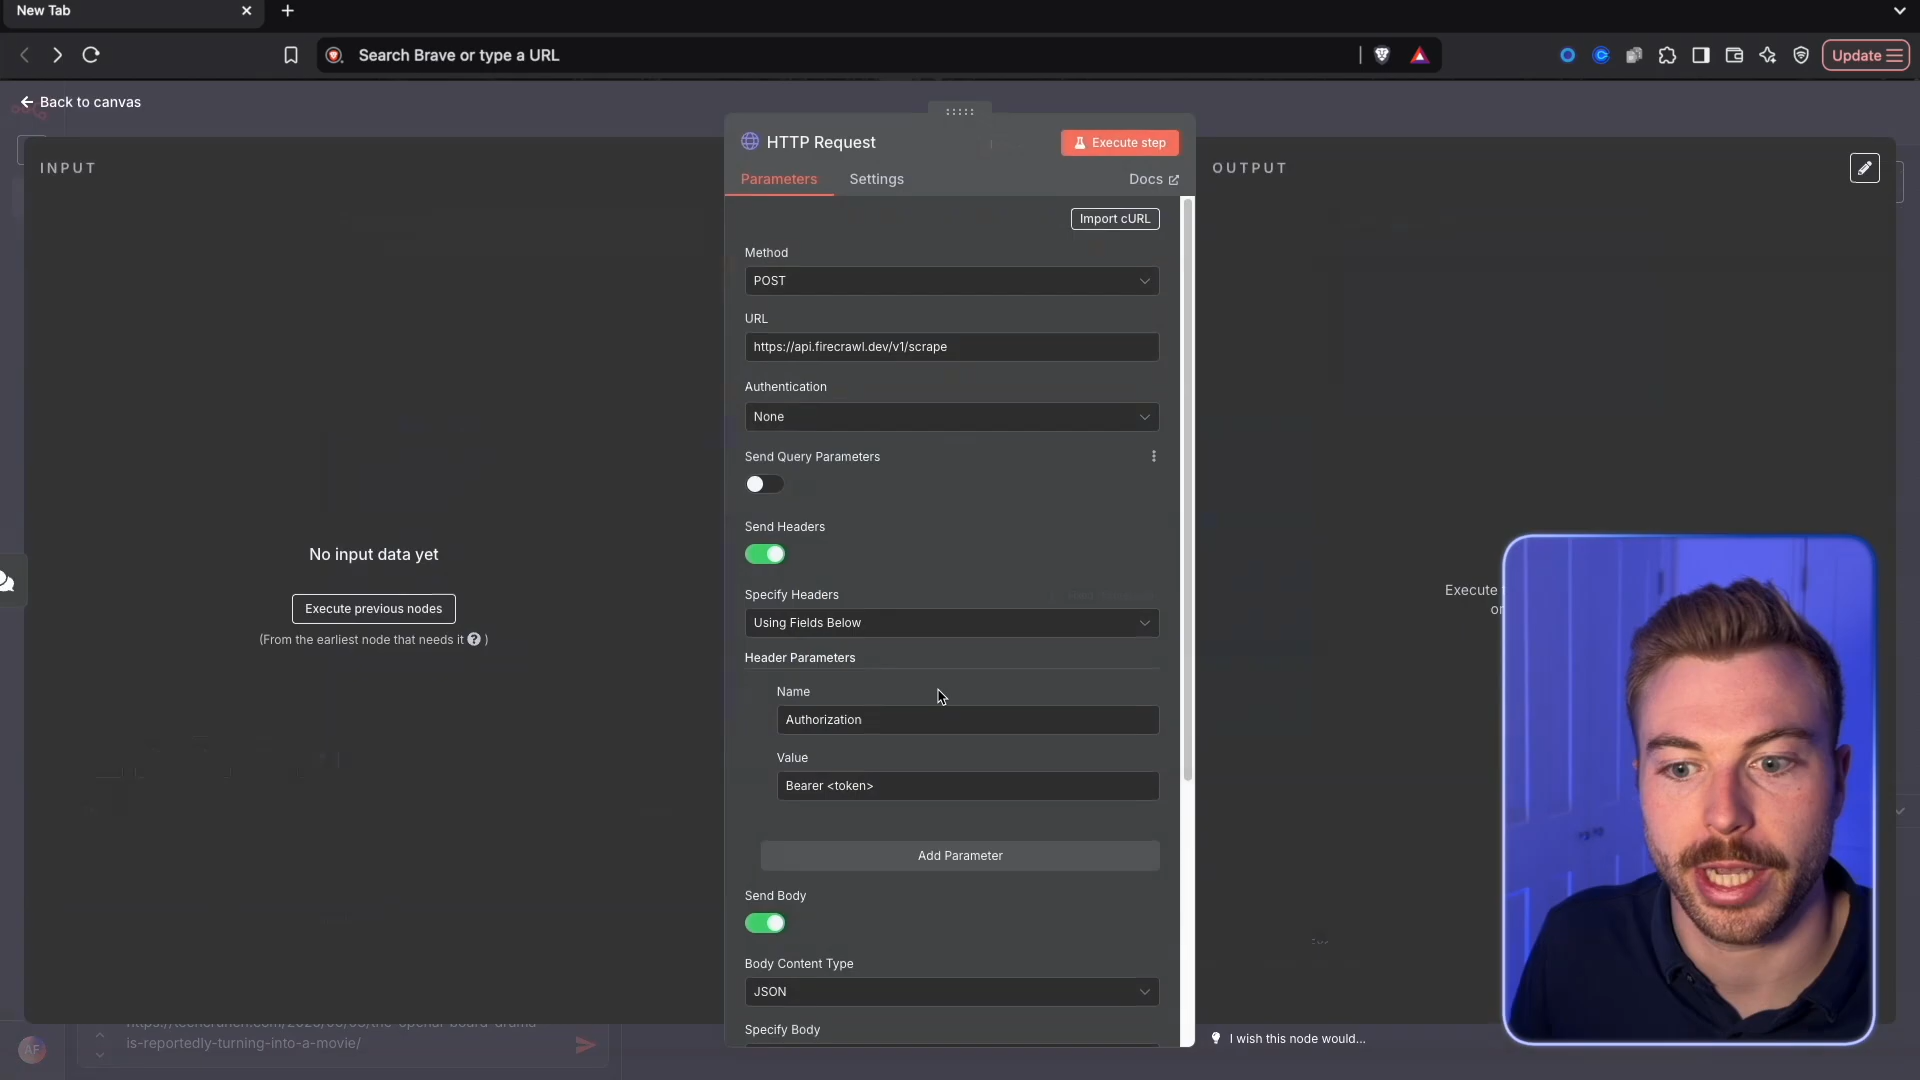 New Tab
Search Brave or type a URL
Update
Back to canvas
INPUT
HTTP Request
Execute step
OUTPUT
Parameters
Settings
Docs
Import cURL
Method
POST
URL
https://api.firecrawl.dev/v1/scrape
Authentication
None
Send Query Parameters
Send Headers
No input data yet
Execute previous nodes
(From the earliest node that needs it ? )
Execute
or
Specify Headers
Using Fields Below
Header Parameters
Name
Authorization
Value
Bearer <token>
Add Parameter
Send Body
Body Content Type
JSON
Specify Body
is-reportedly-turning-into-a-movie/
AF
I wish this node would...